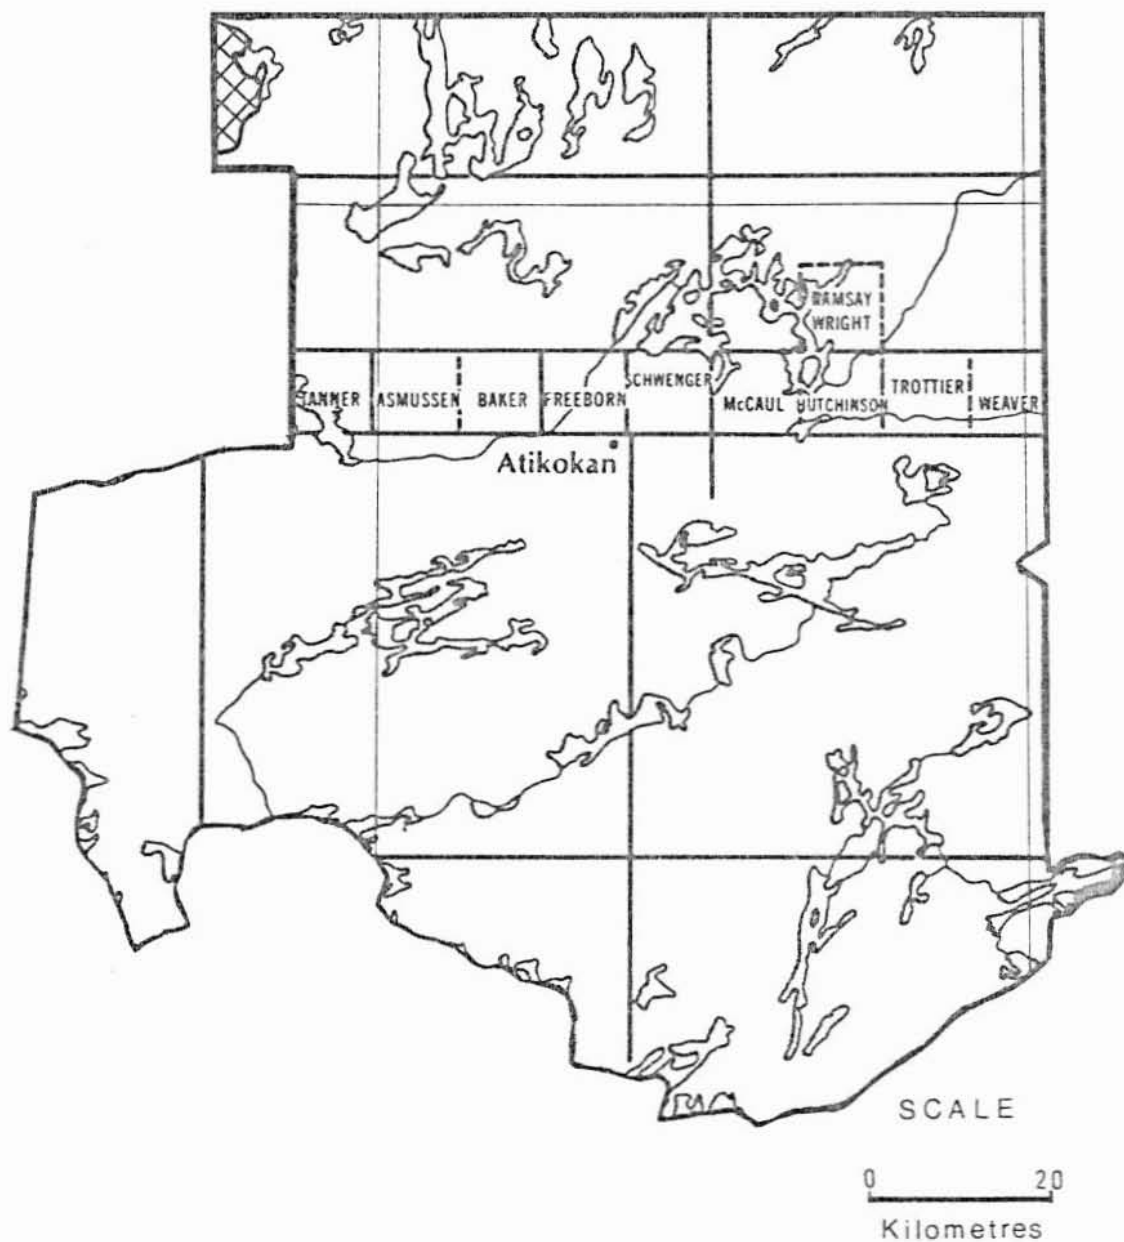 RAMSAY
WRIGHT
TANNER ASMUSSEN BAKER FREEBORN SCHWENGER McCAUL HUTCHINSON TROTTIER WEAVER
Atikokan
SCALE
0 20
Kilometres